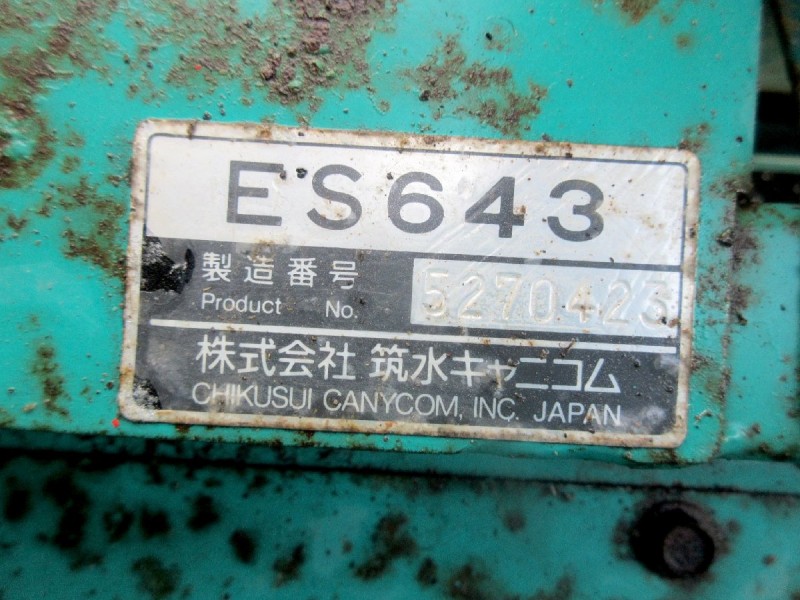 ES643
製造番号 5270423
Product No.
株式会社 筑水キャニコム
CHIKUSUI CANYCOM, INC. JAPAN